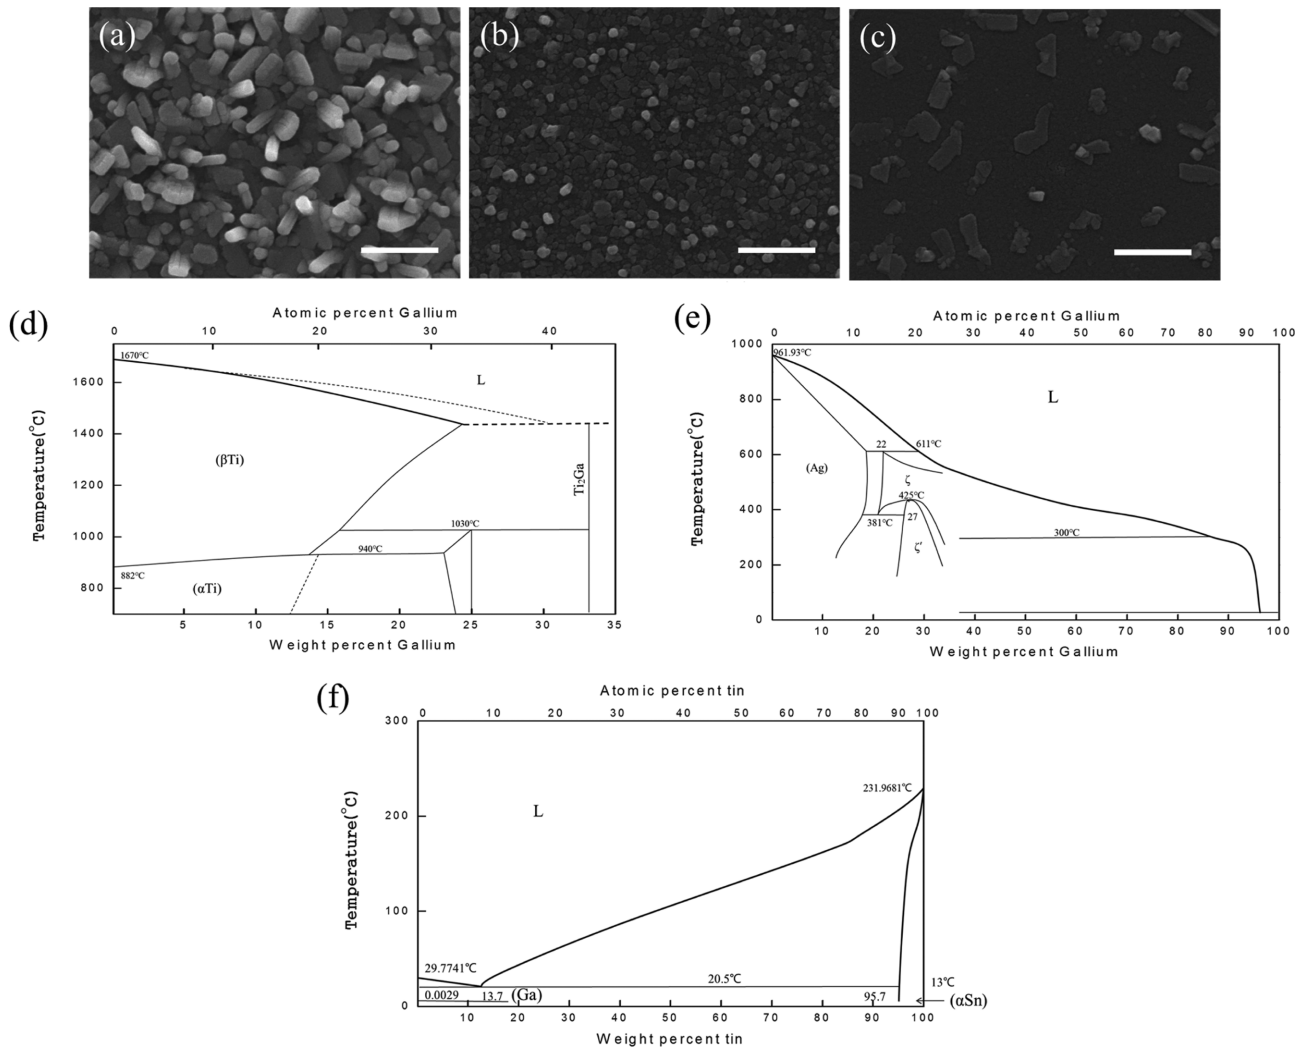 (a)
(b)
(c)
(d)
Atomic percent Gallium
0 10 20 30 40
1670°C
L
1600
1400
(βTi)
1200
Ti₂Ga
1030°C
1000
940°C
882°C
(αTi)
800
Temperature(°C)
5 10 15 20 25 30 35
Weight percent Gallium
(e)
Atomic percent Gallium
0 10 20 30 40 50 60 70 80 90 100
1000
961.93°C
L
800
22
611°C
600
(Ag)
ζ
425°C
400
381°C
27
ζ'
300°C
200
0
Temperature(°C)
10 20 30 40 50 60 70 80 90 100
Weight percent Gallium
(f)
Atomic percent tin
0 10 20 30 40 50 60 70 80 90 100
300
231.9681℃
L
200
100
29.7741℃
20.5℃
13℃
0.0029
13.7
(Ga)
95.7
(αSn)
0
Temperature(°C)
10 20 30 40 50 60 70 80 90 100
Weight percent tin